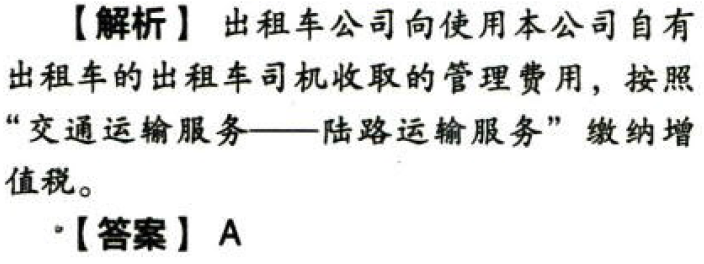 【解析】 出租车公司向使用本公司自有
出租车的出租车司机收取的管理费用，按照
“交通运输服务——陆路运输服务” 缴纳增
值税。
【答案】 A